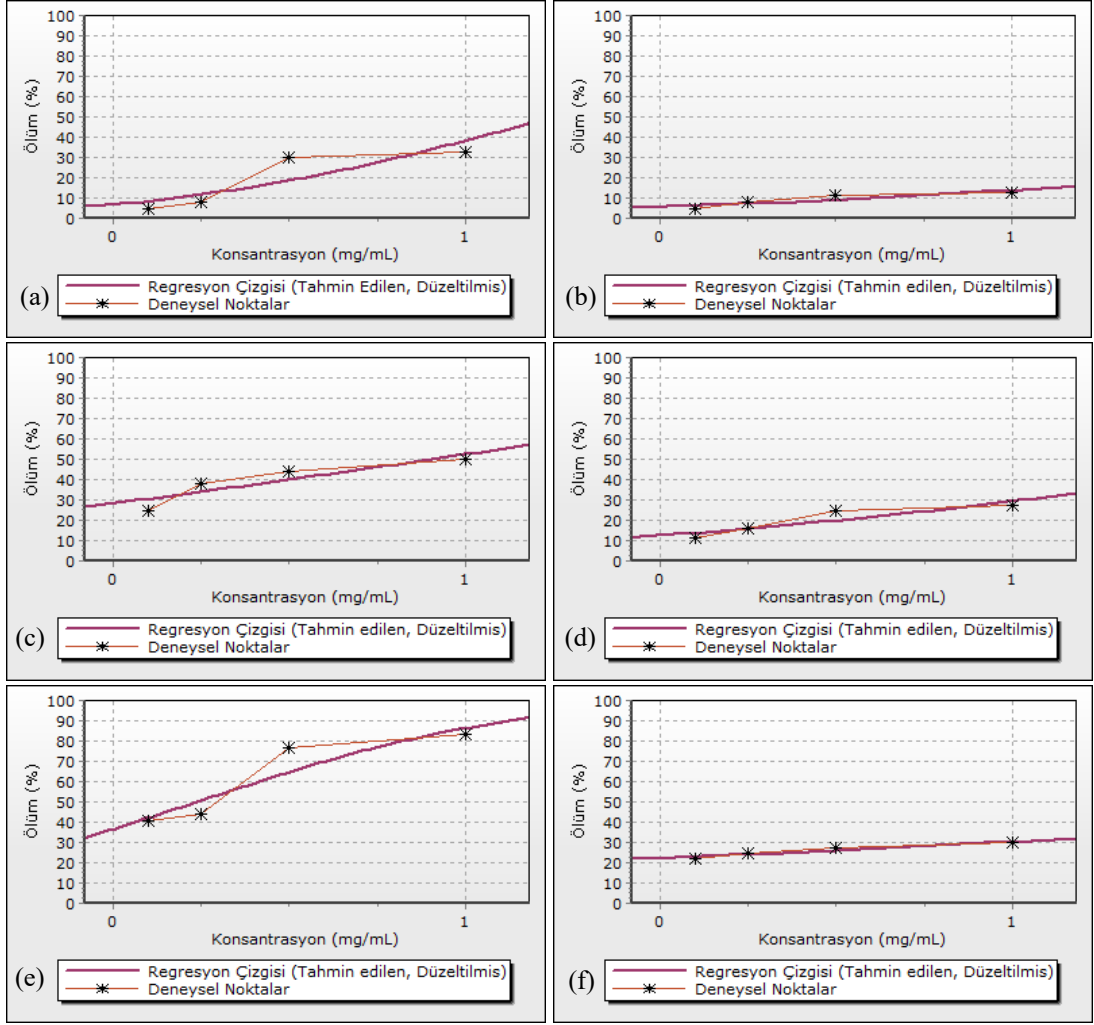 100
90
80
70
60
50
40
30
20
10
0
Ölüm (%)
0 1
Konsantrasyon (mg/mL)
(a)
Regresyon Çizgisi (Tahmin Edilen, Düzeltilmis)
Deneysel Noktalar
100
90
80
70
60
50
40
30
20
10
0
Ölüm (%)
0 1
Konsantrasyon (mg/mL)
(b)
Regresyon Çizgisi (Tahmin edilen, Düzeltilmis)
Deneysel Noktalar
100
90
80
70
60
50
40
30
20
10
0
Ölüm (%)
0 1
Konsantrasyon (mg/mL)
(c)
Regresyon Çizgisi (Tahmin edilen, Düzeltilmis)
Deneysel Noktalar
100
90
80
70
60
50
40
30
20
10
0
Ölüm (%)
0 1
Konsantrasyon (mg/mL)
(d)
Regresyon Çizgisi (Tahmin edilen, Düzeltilmis)
Deneysel Noktalar
100
90
80
70
60
50
40
30
20
10
0
Ölüm (%)
0 1
Konsantrasyon (mg/mL)
(e)
Regresyon Çizgisi (Tahmin edilen, Düzeltilmis)
Deneysel Noktalar
100
90
80
70
60
50
40
30
20
10
0
Ölüm (%)
0 1
Konsantrasyon (mg/mL)
(f)
Regresyon Çizgisi (Tahmin edilen, Düzeltilmis)
Deneysel Noktalar